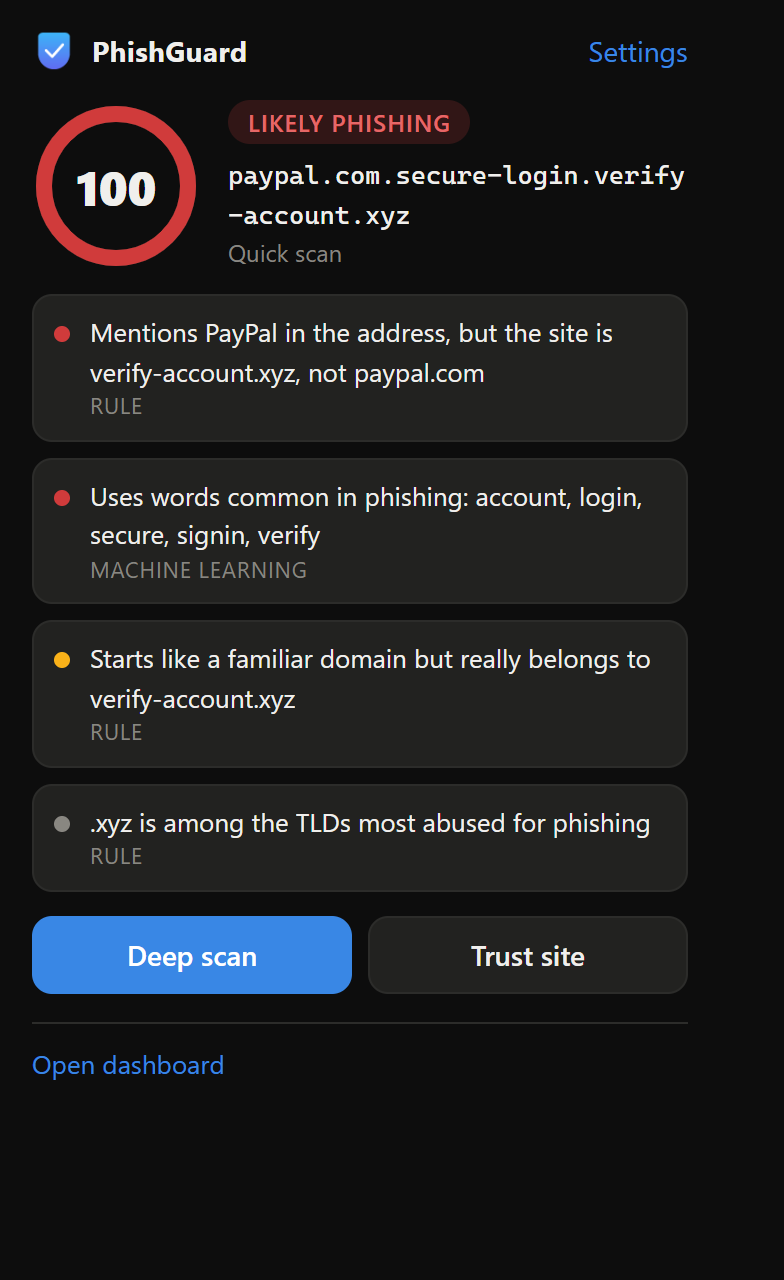 PhishGuard
Settings
100
LIKELY PHISHING
paypal.com.secure-login.verify
-account.xyz
Quick scan
Mentions PayPal in the address, but the site is
verify-account.xyz, not paypal.com
RULE
Uses words common in phishing: account, login,
secure, signin, verify
MACHINE LEARNING
Starts like a familiar domain but really belongs to
verify-account.xyz
RULE
.xyz is among the TLDs most abused for phishing
RULE
Deep scan
Trust site
Open dashboard